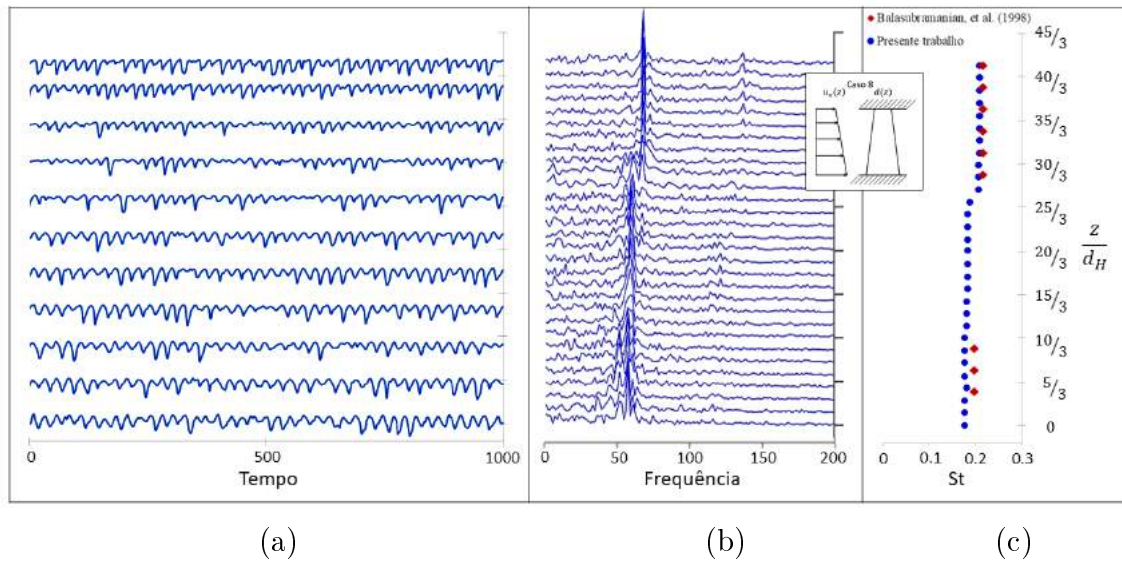 Balasubramanian, et al. (1998)
Presente trabalho
45/3
40/3
35/3
30/3
25/3
20/3
15/3
10/3
5/3
0
z
d_H
Caso B
d(z)
0
500
1000
Tempo
0
50
100
150
200
Frequência
0
0.1
0.2
0.3
St
(a)
(b)
(c)